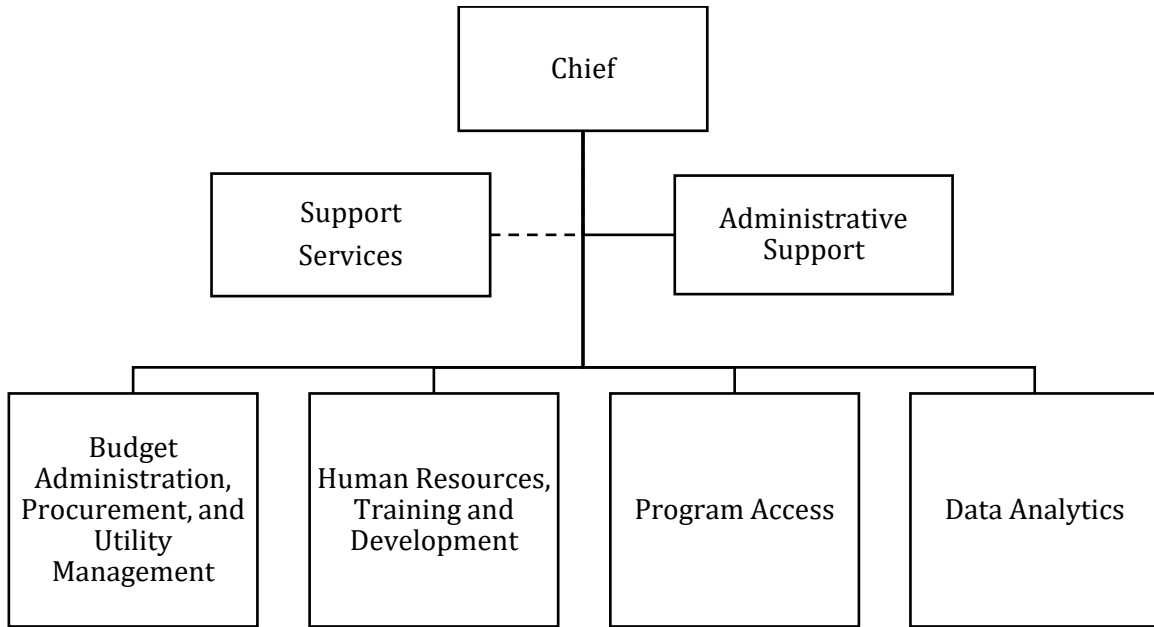 Chief
Support
Services
Administrative
Support
Budget
Administration,
Procurement, and
Utility
Management
Human Resources,
Training and
Development
Program Access
Data Analytics